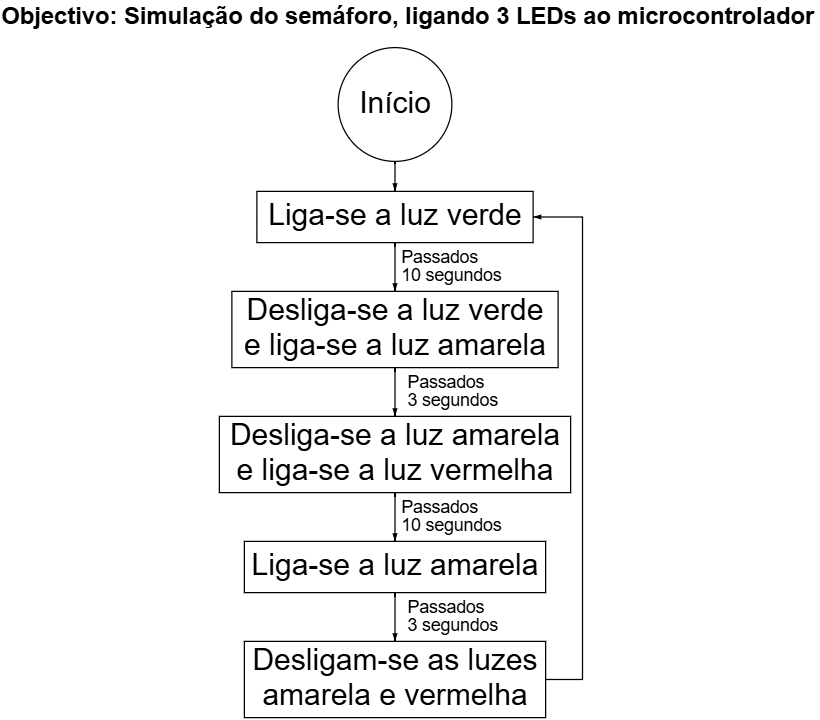 Objectivo: Simulação do semáforo, ligando 3 LEDs ao microcontrolador
Início
Liga-se a luz verde
Passados
10 segundos
Desliga-se a luz verde
e liga-se a luz amarela
Passados
3 segundos
Desliga-se a luz amarela
e liga-se a luz vermelha
Passados
10 segundos
Liga-se a luz amarela
Passados
3 segundos
Desligam-se as luzes
amarela e vermelha